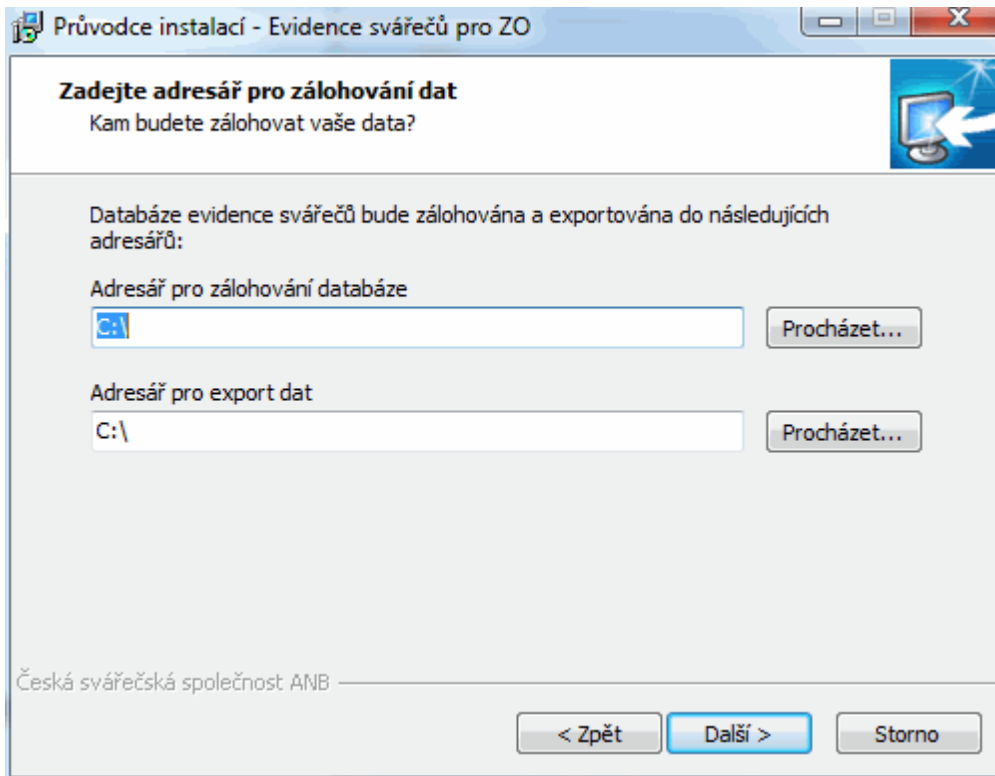 Průvodce instalací - Evidence svářečů pro ZO
Zadejte adresář pro zálohování dat
Kam budete zálohovat vaše data?
Databáze evidence svářečů bude zálohována a exportována do následujících
adresářů:
Adresář pro zálohování databáze
C:\
Procházet...
Adresář pro export dat
C:\
Procházet...
Česká svářečská společnost ANB
< Zpět
Další >
Storno